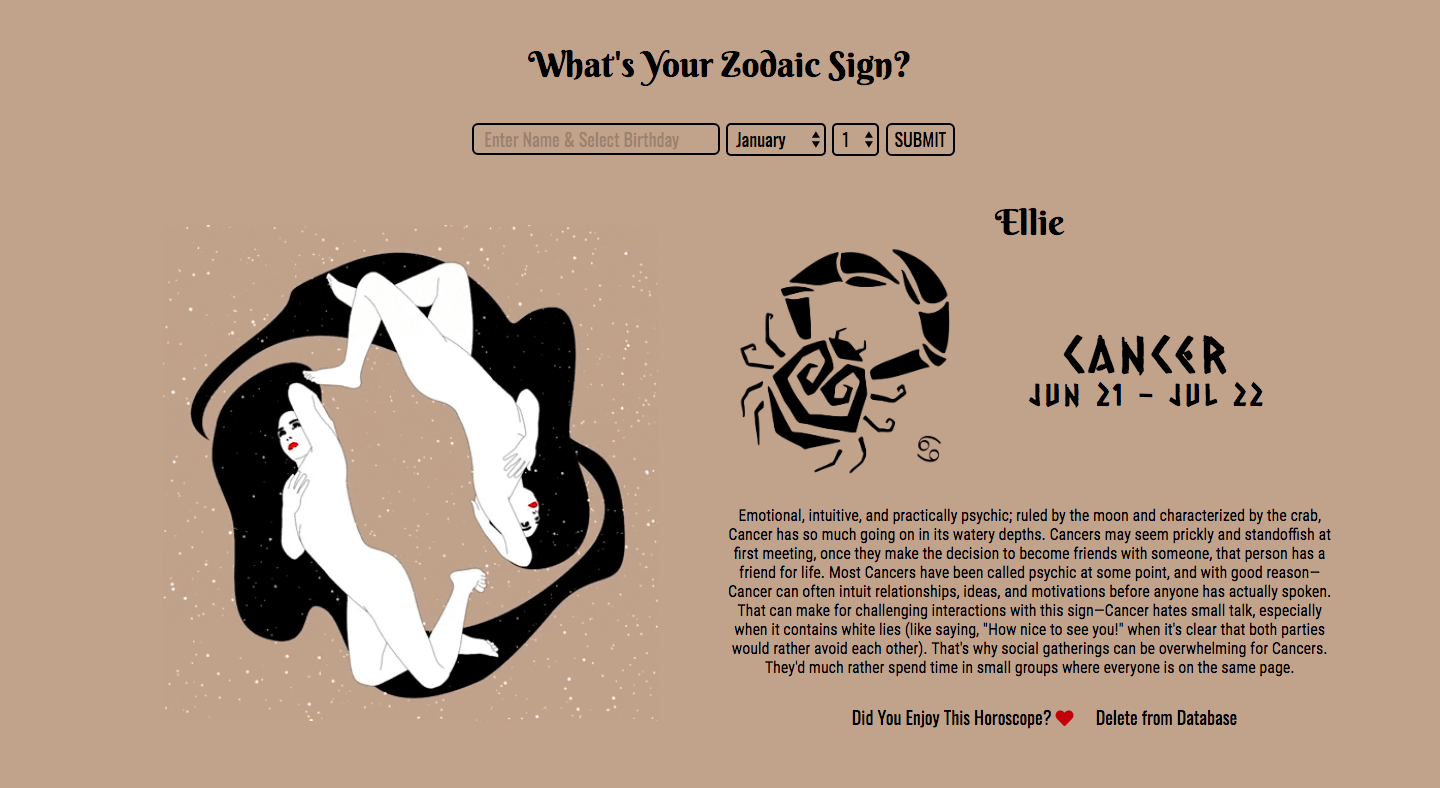 What's Your Zodaic Sign?
Enter Name & Select Birthday January 1 SUBMIT
Ellie
CANCER
JUN 21 – JUL 22
Emotional, intuitive, and practically psychic; ruled by the moon and characterized by the crab,
Cancer has so much going on in its watery depths. Cancers may seem prickly and standoffish at
first meeting, once they make the decision to become friends with someone, that person has a
friend for life. Most Cancers have been called psychic at some point, and with good reason—
Cancer can often intuit relationships, ideas, and motivations before anyone has actually spoken.
That can make for challenging interactions with this sign—Cancer hates small talk, especially
when it contains white lies (like saying, "How nice to see you!" when it's clear that both parties
would rather avoid each other). That's why social gatherings can be overwhelming for Cancers.
They'd much rather spend time in small groups where everyone is on the same page.
Did You Enjoy This Horoscope? Delete from Database